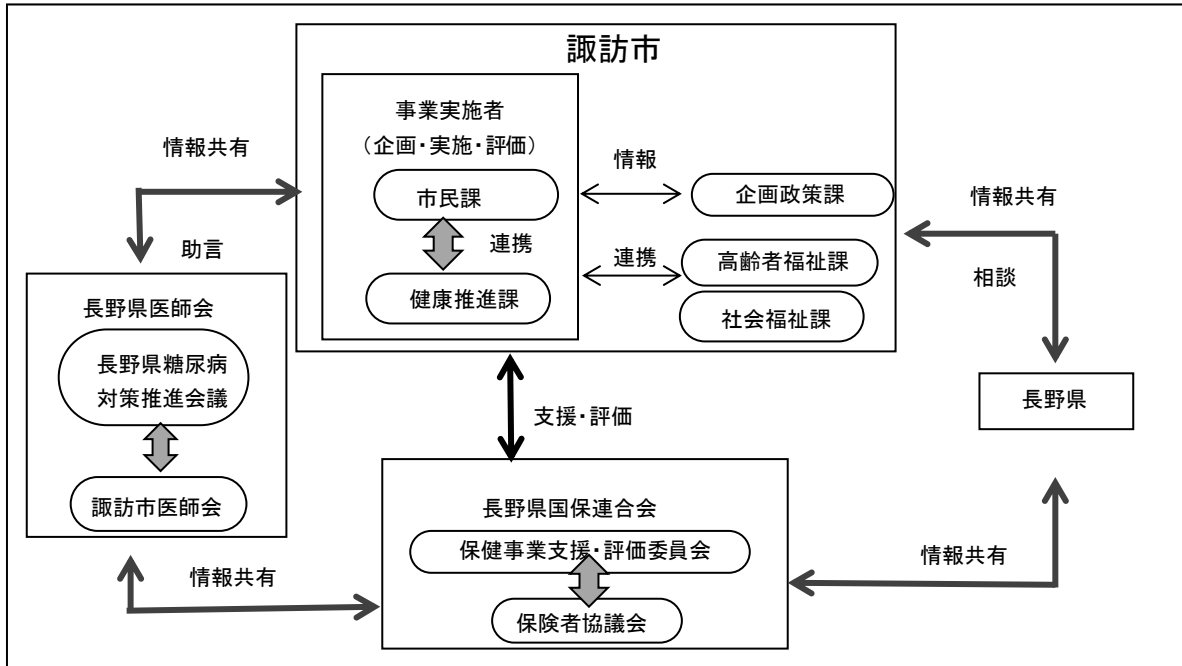 諏訪市
事業実施者
（企画・実施・評価）
市民課
連携
健康推進課
情報
企画政策課
連携
高齢者福祉課
社会福祉課
情報共有
助言
長野県医師会
長野県糖尿病
対策推進会議
諏訪市医師会
情報共有
相談
長野県
支援・評価
長野県国保連合会
保健事業支援・評価委員会
保険者協議会
情報共有
情報共有